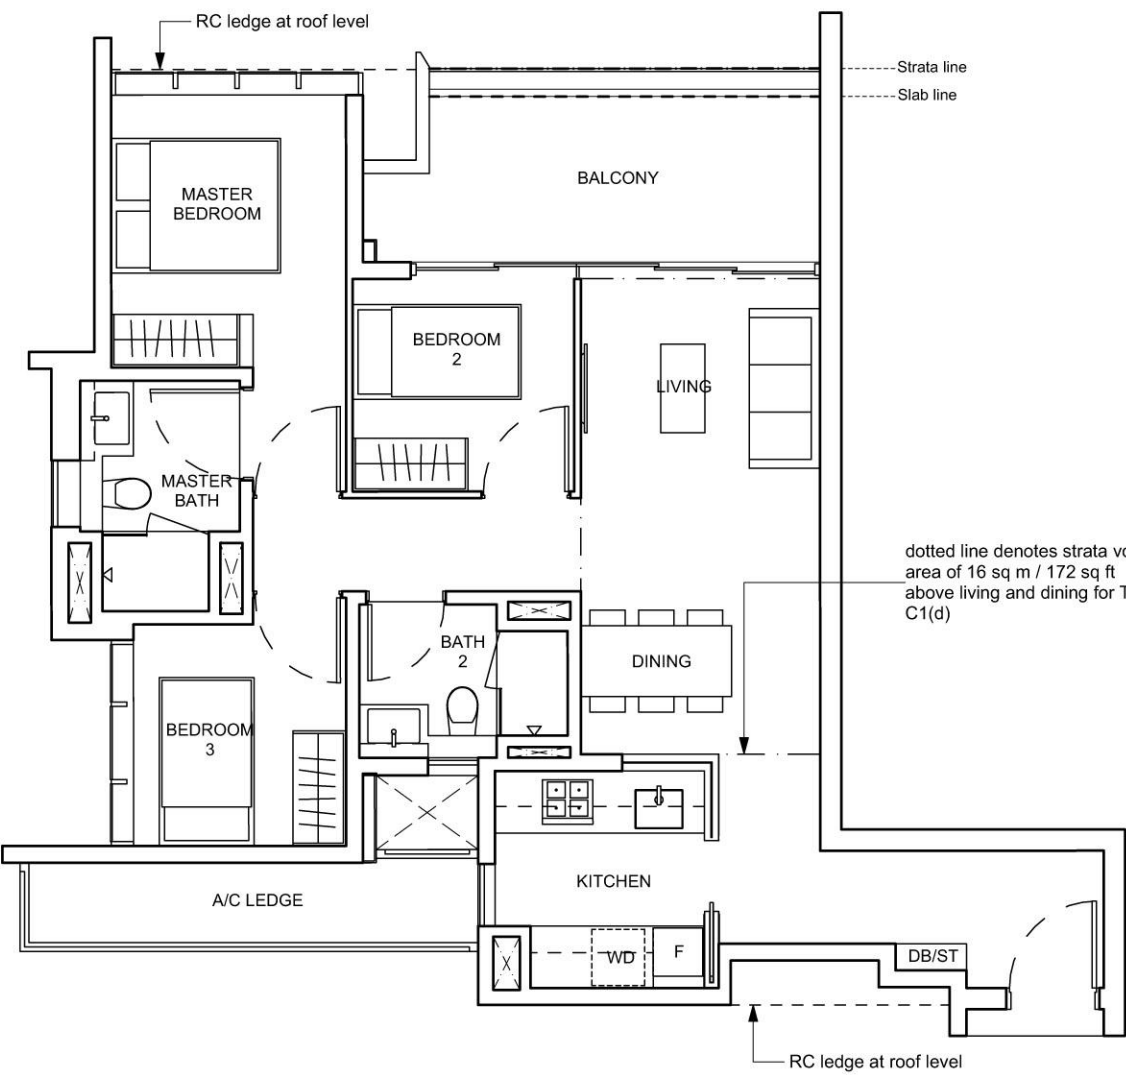 RC ledge at roof level
Strata line
Slab line
BALCONY
MASTER
BEDROOM
BEDROOM
2
LIVING
MASTER
BATH
dotted line denotes strata vo
area of 16 sq m / 172 sq ft
above living and dining for T
C1(d)
BATH
2
DINING
BEDROOM
3
KITCHEN
A/C LEDGE
WD
F
DB/ST
RC ledge at roof level